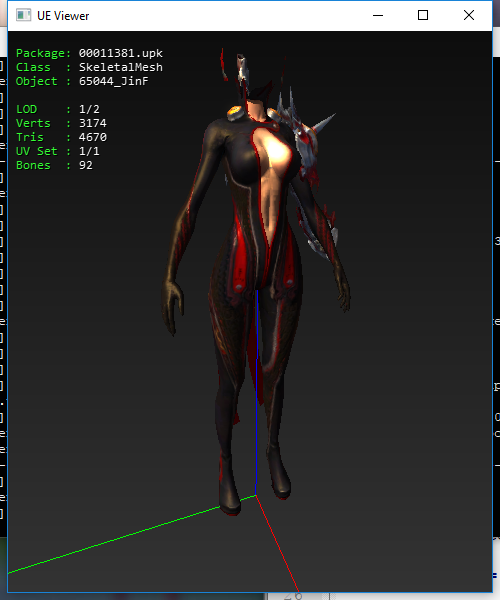 UE Viewer
Package: 00011381.upk
Class : SkeletalMesh
Object : 65044_JinF
LOD : 1/2
Verts : 3174
Tris : 4670
UV Set : 1/1
Bones : 92